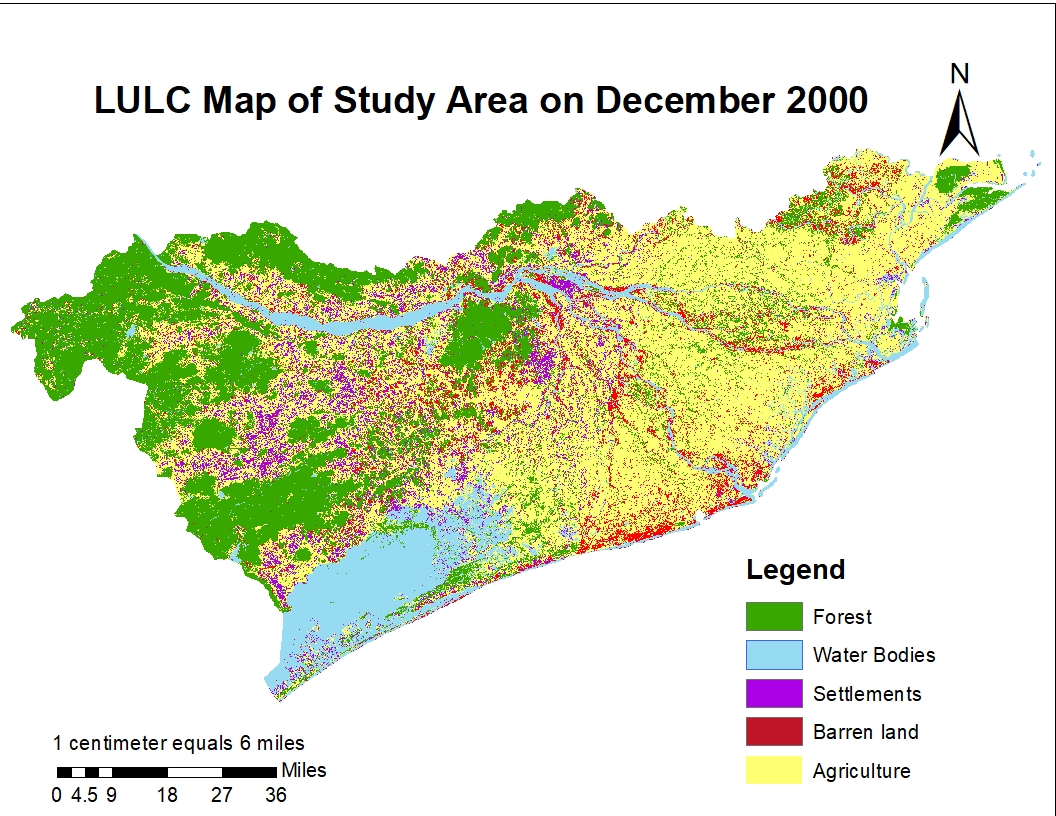 N
LULC Map of Study Area on December 2000
Legend
Forest
Water Bodies
Settlements
Barren land
Agriculture
1 centimeter equals 6 miles
Miles
0 4.5 9 18 27 36